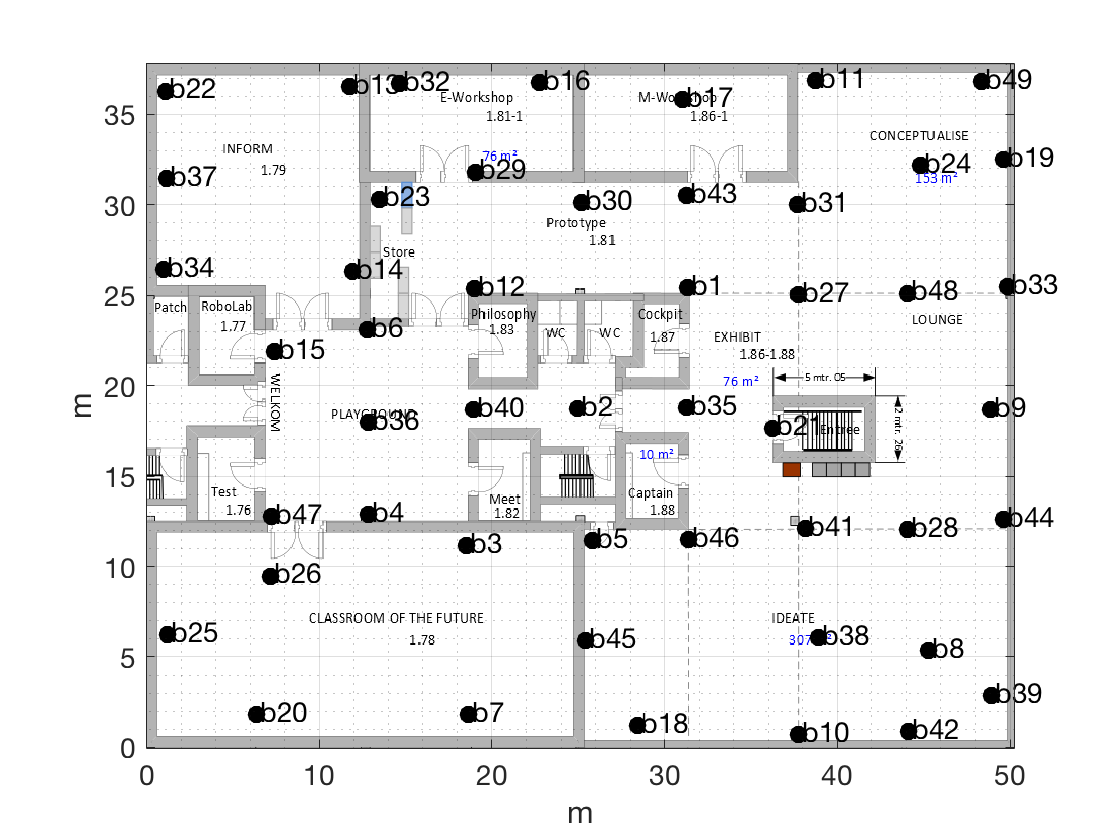 b22
b13
b32
b16
b17
b11
b49
E-Workshop
1.81-1
M-Workshop
1.86-1
35
INFORM
1.79
76 m²
b29
CONCEPTUALISE
b24
153 m²
b19
b37
b23
b30
b43
b31
30
Prototype
1.81
Store
b34
b14
b12
b1
b27
b48
b33
25
Patch
RoboLab
1.77
b6
Philosophy
1.83
WC
WC
Cockpit
1.87
LOUNGE
b15
EXHIBIT
1.86-1.88
76 m²
5 mtr. 05
20
WELKOM
PLAYGROUND
b36
b40
b2
b35
b21
Entree
2 mtr. 26
b9
m
15
10 m²
Test
1.76
Meet
1.82
Captain
1.88
b47
b4
b3
b5
b46
b41
b28
b44
10
b26
b25
CLASSROOM OF THE FUTURE
1.78
b45
IDEATE
b38
b8
5
b39
b20
b7
b18
b10
b42
0
0 10 20 30 40 50
m